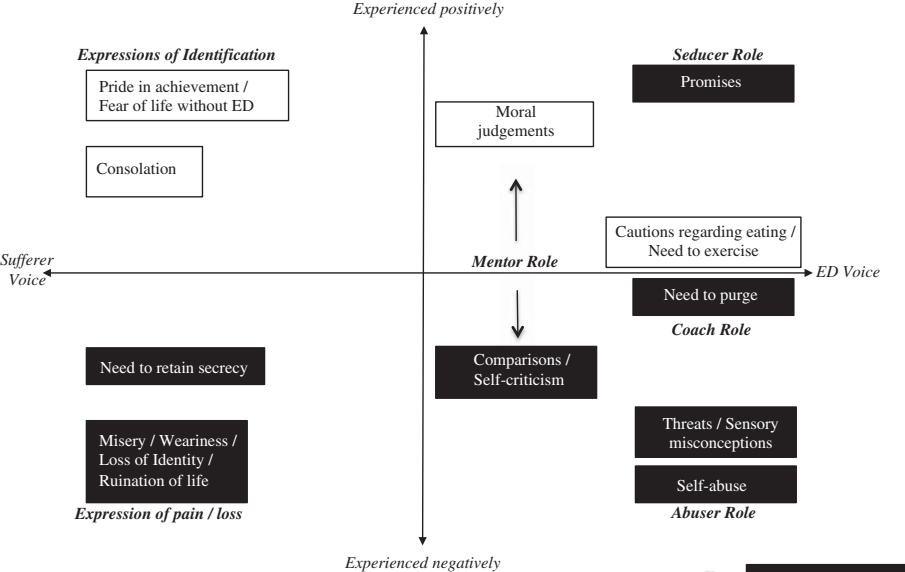 Experienced positively
Expressions of Identification
Seducer Role
Pride in achievement /
Fear of life without ED
Promises
Moral
judgements
Consolation
Cautions regarding eating /
Need to exercise
Sufferer
Voice
Mentor Role
ED Voice
Need to purge
Coach Role
Need to retain secrecy
Comparisons /
Self-criticism
Threats / Sensory
misconceptions
Misery / Weariness /
Loss of Identity /
Ruination of life
Self-abuse
Expression of pain / loss
Abuser Role
Experienced negatively